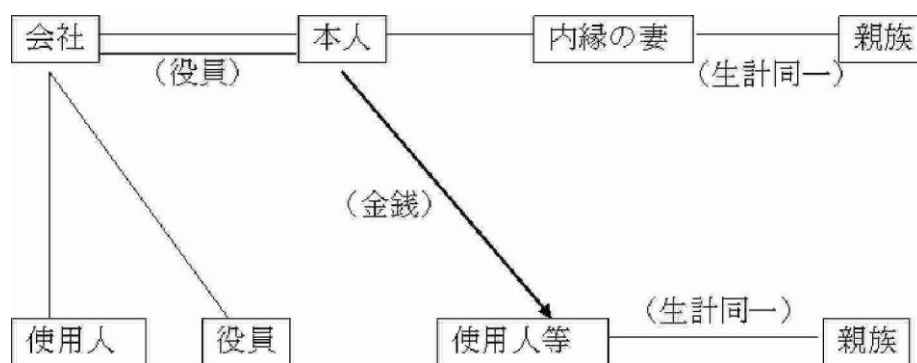 会社
本人
内縁の妻
親族
（役員）
（生計同一）
（金銭）
（生計同一）
使用人
役員
使用人等
親族